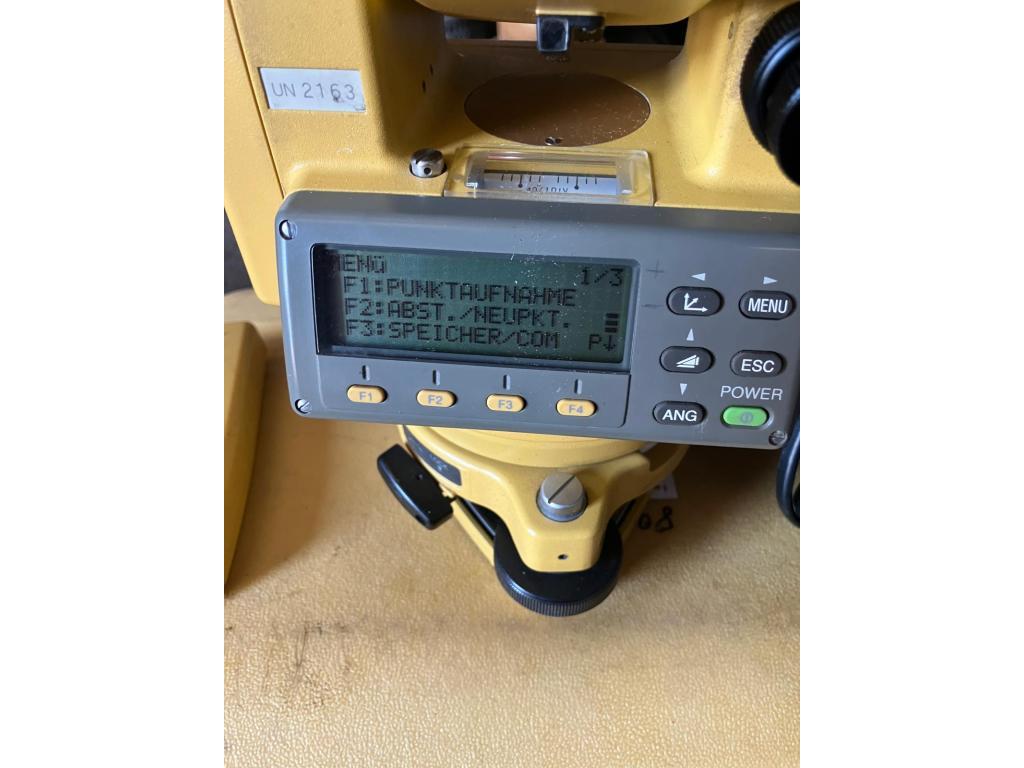 UN 2163
MENü 1/3
F1:PUNKTAUFNAHME
F2:ABST./NEUPKT.
F3:SPEICHER/COM P↓
MENU
ESC
POWER
ANG
F1 F2 F3 F4
08